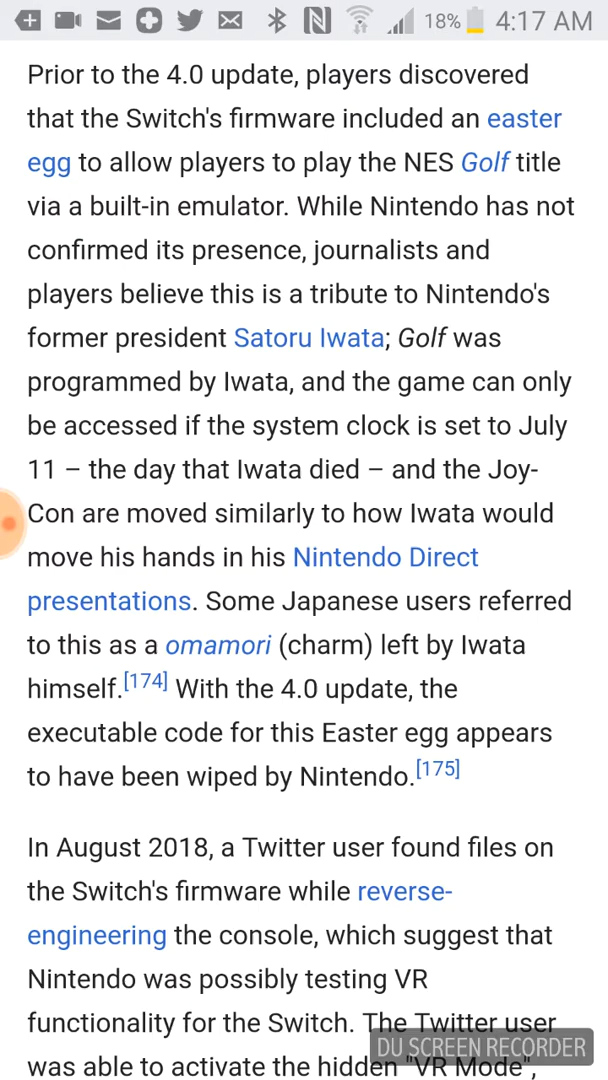 18% 4:17 AM
Prior to the 4.0 update, players discovered
that the Switch's firmware included an easter
egg to allow players to play the NES Golf title
via a built-in emulator. While Nintendo has not
confirmed its presence, journalists and
players believe this is a tribute to Nintendo's
former president Satoru Iwata; Golf was
programmed by Iwata, and the game can only
be accessed if the system clock is set to July
11 – the day that Iwata died – and the Joy-
Con are moved similarly to how Iwata would
move his hands in his Nintendo Direct
presentations. Some Japanese users referred
to this as a omamori (charm) left by Iwata
himself.[174] With the 4.0 update, the
executable code for this Easter egg appears
to have been wiped by Nintendo.[175]
In August 2018, a Twitter user found files on
the Switch's firmware while reverse-
engineering the console, which suggest that
Nintendo was possibly testing VR
functionality for the Switch. The Twitter user
was able to activate the hidden "VR Mode",
DU SCREEN RECORDER